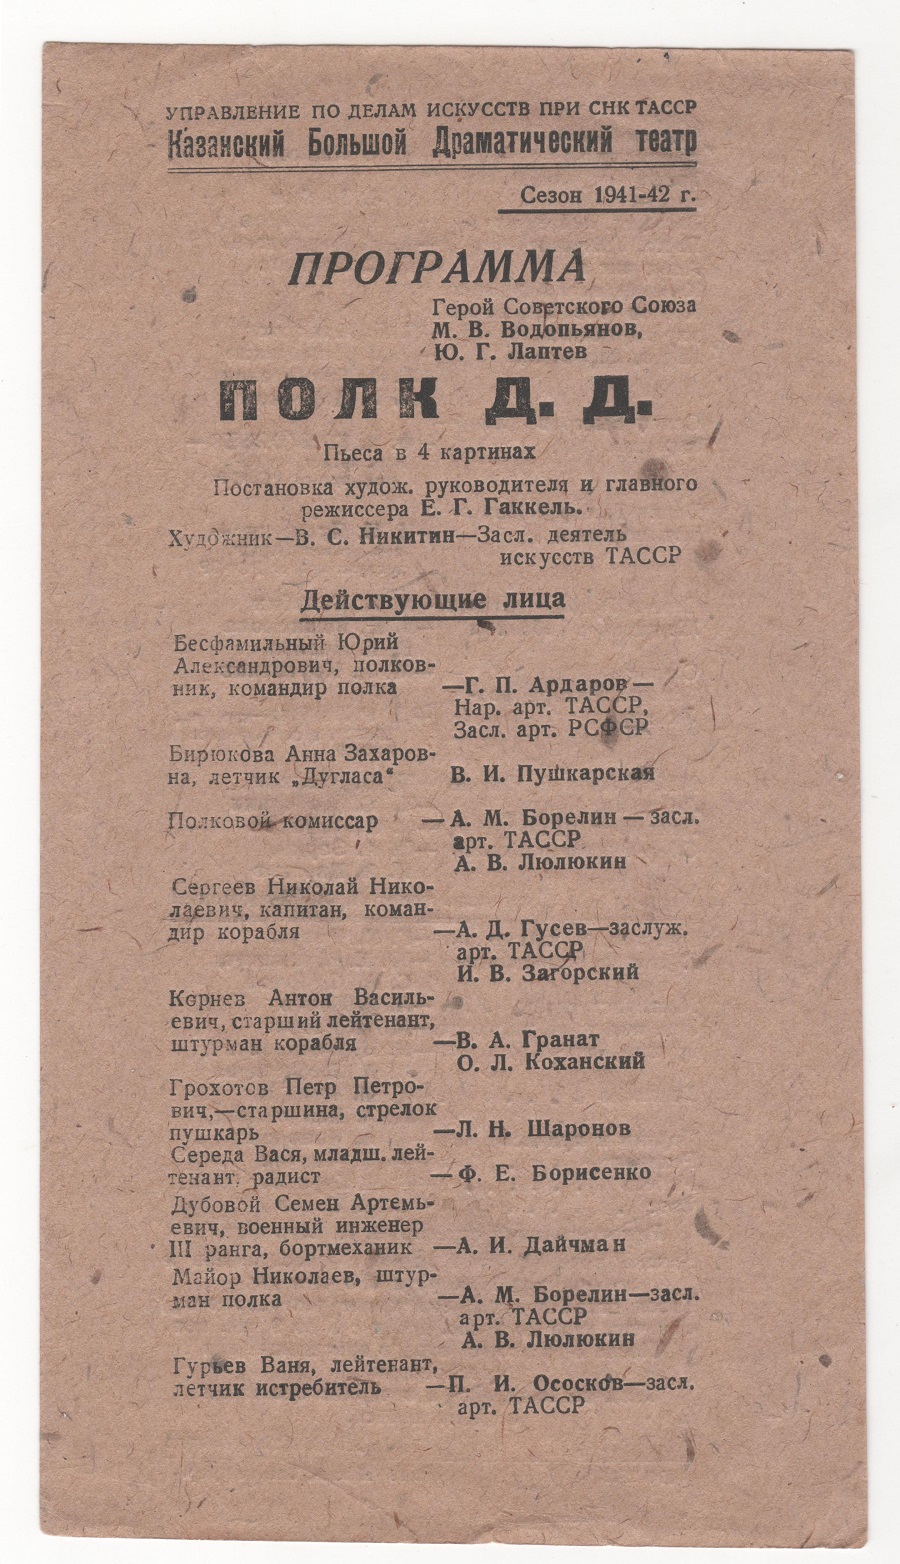 УПРАВЛЕНИЕ ПО ДЕЛАМ ИСКУССТВ ПРИ СНК ТАССР
Казанский Большой Драматический театр
Сезон 1941-42 г.
ПРОГРАММА
Герой Советского Союза
М. В. Водопьянов,
Ю. Г. Лаптев
ПОЛК Д. Д.
Пьеса в 4 картинах
Постановка худож. руководителя и главного
режиссера Е. Г. Гаккель.
Художник—В. С. Никитин—Засл. деятель
искусств ТАССР
Действующие лица
Бесфамильный Юрий
Александрович, полков-
ник, командир полка —Г. П. Ардаров—
Нар. арт. ТАССР,
Засл. арт. РСФСР
Бирюкова Анна Захаров-
на, летчик „Дугласа“ В. И. Пушкарская
Полковой комиссар —А. М. Борелин—засл.
арт. ТАССР
А. В. Люлюкин
Сергеев Николай Нико-
лаевич, капитан, коман-
дир корабля —А. Д. Гусев—заслуж.
арт. ТАССР
И. В. Загорский
Корнев Антон Василь-
евич, старший лейтенант,
штурман корабля —В. А. Гранат
О. Л. Коханский
Грохотов Петр Петро-
вич,—старшина, стрелок
пушкарь —Л. Н. Шаронов
Середа Вася, младш. лей-
тенант, радист —Ф. Е. Борисенко
Дубовой Семен Артемь-
евич, военный инженер
III ранга, бортмеханик —А. И. Дайчман
Майор Николаев, штур-
ман полка —А. М. Борелин—засл.
арт. ТАССР
А. В. Люлюкин
Гурьев Ваня, лейтенант,
летчик истребитель —П. И. Ососков—засл.
арт. ТАССР